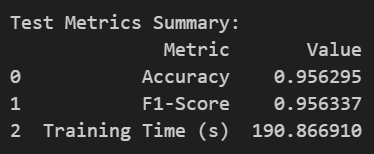 Test Metrics Summary:
Metric Value
0 Accuracy 0.956295
1 F1-Score 0.956337
2 Training Time (s) 190.866910